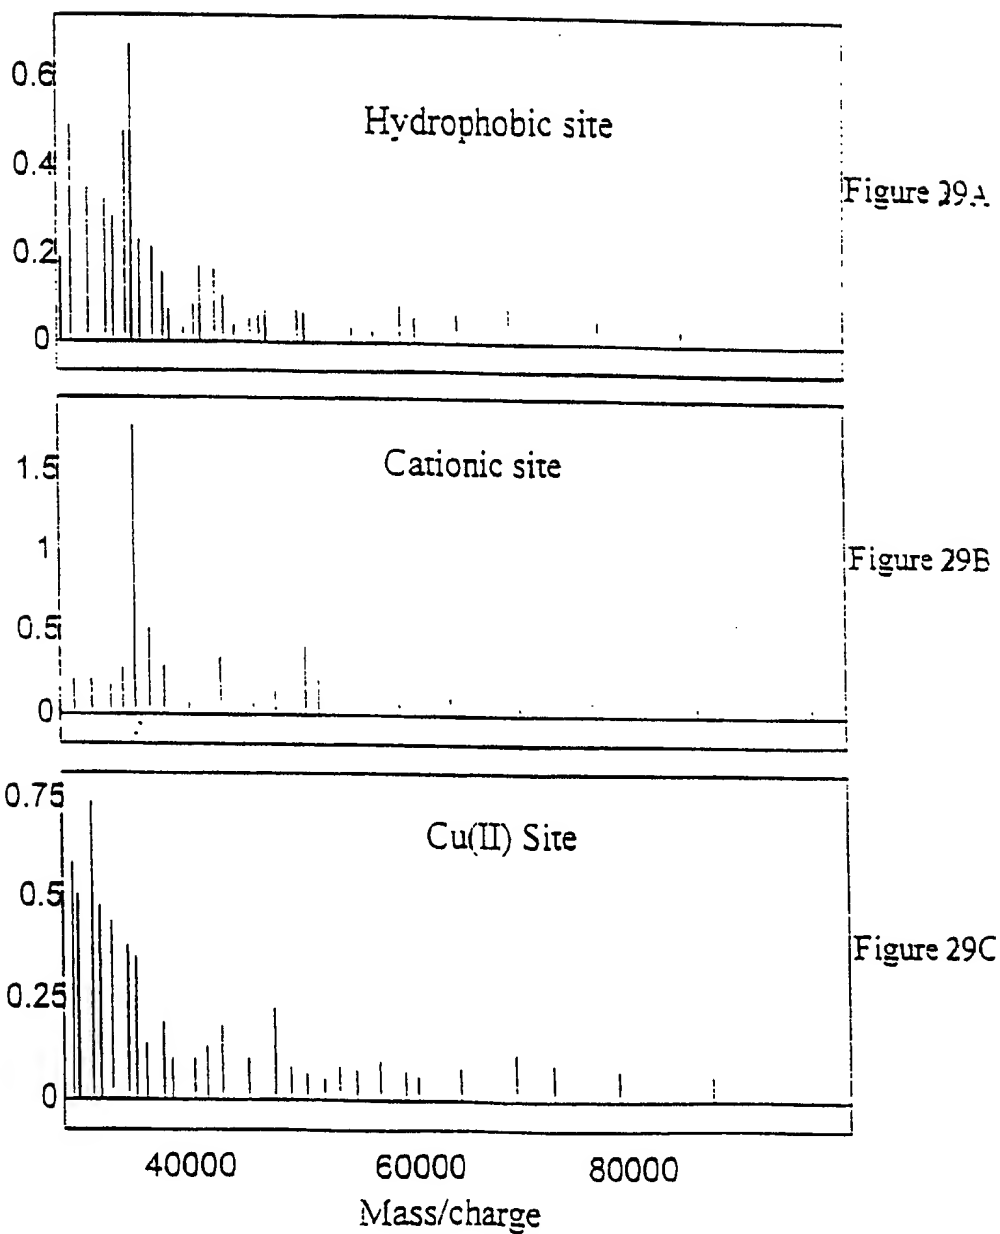 0.6
0.4
0.2
0
Hydrophobic site
Figure 29A
1.5
1
0.5
0
Cationic site
Figure 29B
0.75
0.5
0.25
0
Cu(II) Site
Figure 29C
40000 60000 80000
Mass/charge